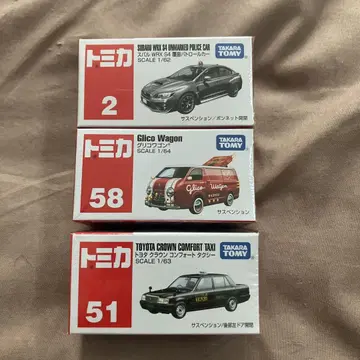 トミカ
2
SUBARU WRX S4 UNMARKED POLICE CAR
スバル WRX S4 覆面パトロールカー
SCALE 1/62
TAKARA
TOMY
サスペンション/ボンネット開閉
トミカ
58
Glico Wagon
グリコワゴン
SCALE 1/64
TAKARA
TOMY
Glico Wagon
サスペンション
トミカ
51
TOYOTA CROWN COMFORT TAXI
トヨタ クラウン コンフォート タクシー
SCALE 1/63
TAKARA
TOMY
サスペンション/後部左ドア開閉